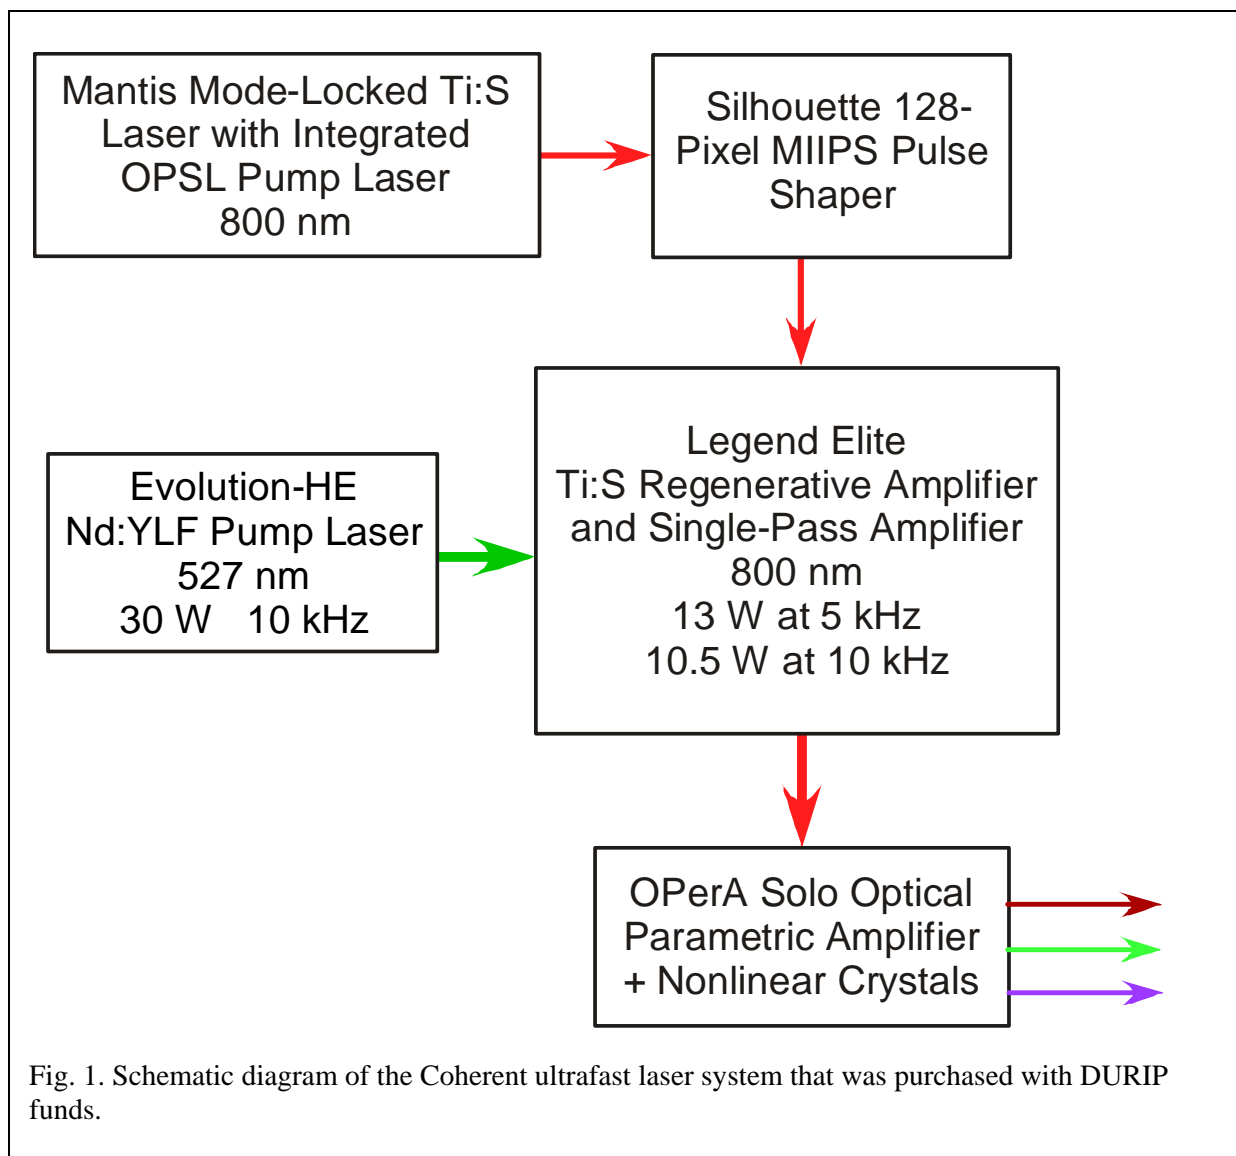 Mantis Mode-Locked Ti:S
Laser with Integrated
OPSL Pump Laser
800 nm
Silhouette 128-
Pixel MIIPS Pulse
Shaper
Evolution-HE
Nd:YLF Pump Laser
527 nm
30 W 10 kHz
Legend Elite
Ti:S Regenerative Amplifier
and Single-Pass Amplifier
800 nm
13 W at 5 kHz
10.5 W at 10 kHz
OPerA Solo Optical
Parametric Amplifier
+ Nonlinear Crystals
Fig. 1. Schematic diagram of the Coherent ultrafast laser system that was purchased with DURIP
funds.